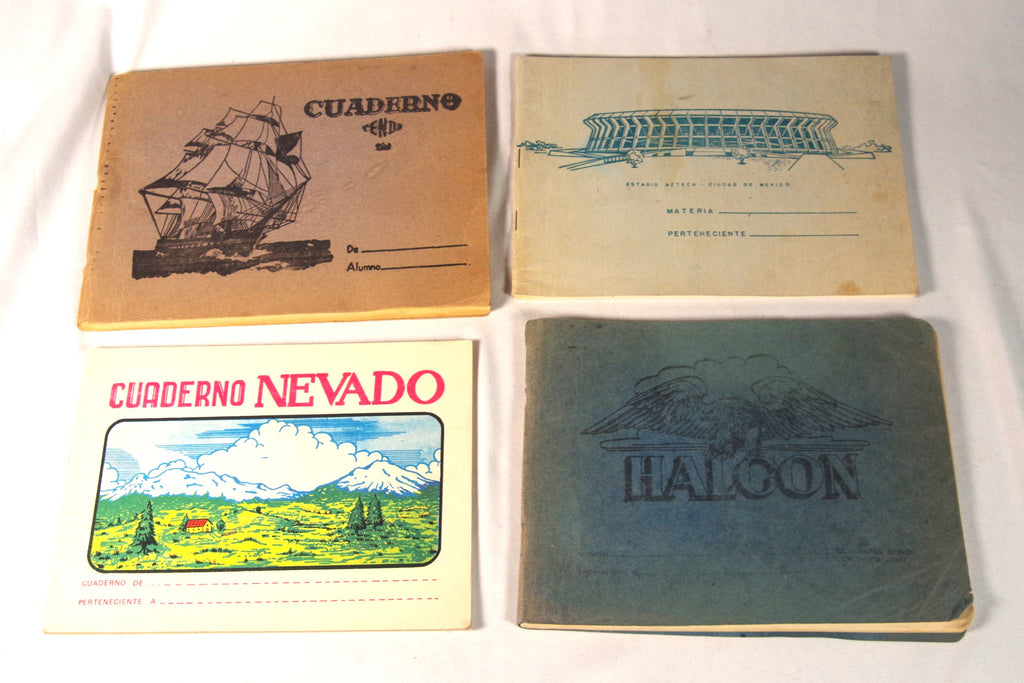 CUADERNO
De
Alumno
ESTADIO AZTECA - CIUDAD DE MEXICO
MATERIA
PERTENECIENTE
CUADERNO NEVADO
CUADERNO DE
PERTENECIENTE A
HALCON